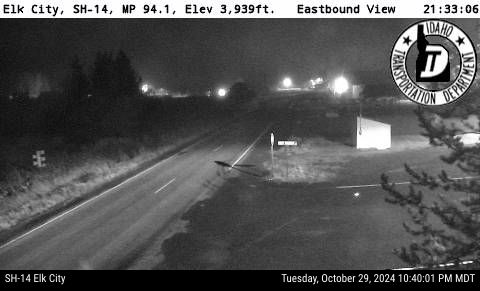 Elk City, SH-14, MP 94.1, Elev 3,939ft. Eastbound View 21:33:06
IDAHO
TRANSPORTATION DEPARTMENT
SH-14 Elk City Tuesday, October 29, 2024 10:40:01 PM MDT